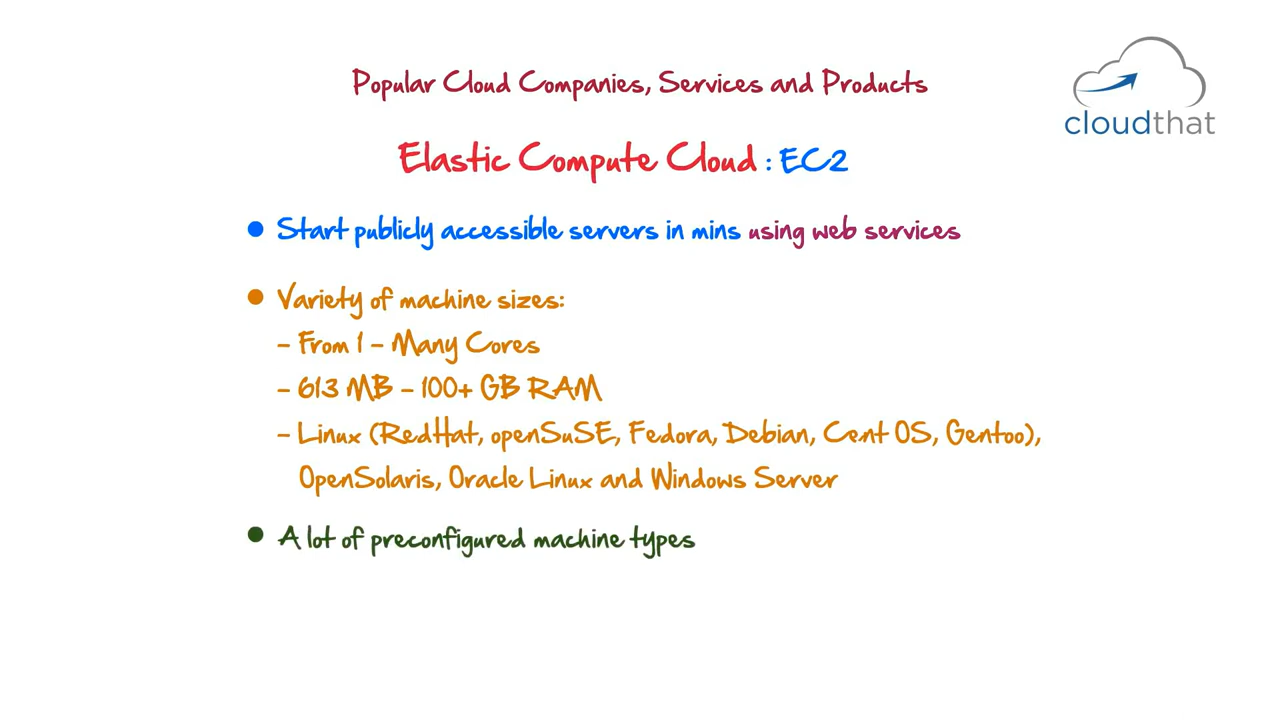 Popular Cloud Companies, Services and Products
cloudthat
Elastic Compute Cloud : EC2
● Start publicly accessible servers in mins using web services
● Variety of machine sizes:
– From 1 – Many Cores
– 613 MB – 100+ GB RAM
– Linux (RedHat, openSuSE, Fedora, Debian, Cent OS, Gentoo),
OpenSolaris, Oracle Linux and Windows Server
● A lot of preconfigured machine types